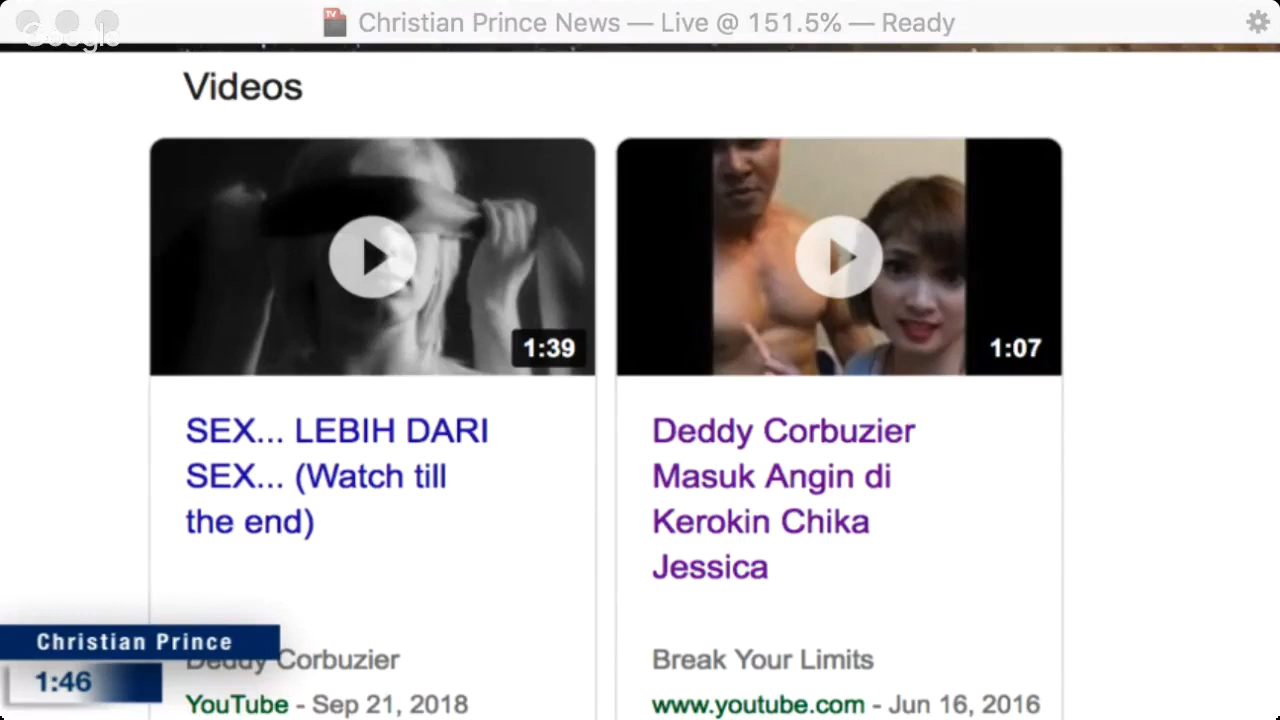 Christian Prince News — Live @ 151.5% — Ready
Google
Videos
1:39
1:07
SEX... LEBIH DARI
SEX... (Watch till
the end)
Deddy Corbuzier
Masuk Angin di
Kerokin Chika
Jessica
Christian Prince
1:46
Deddy Corbuzier
YouTube - Sep 21, 2018
Break Your Limits
www.youtube.com - Jun 16, 2016